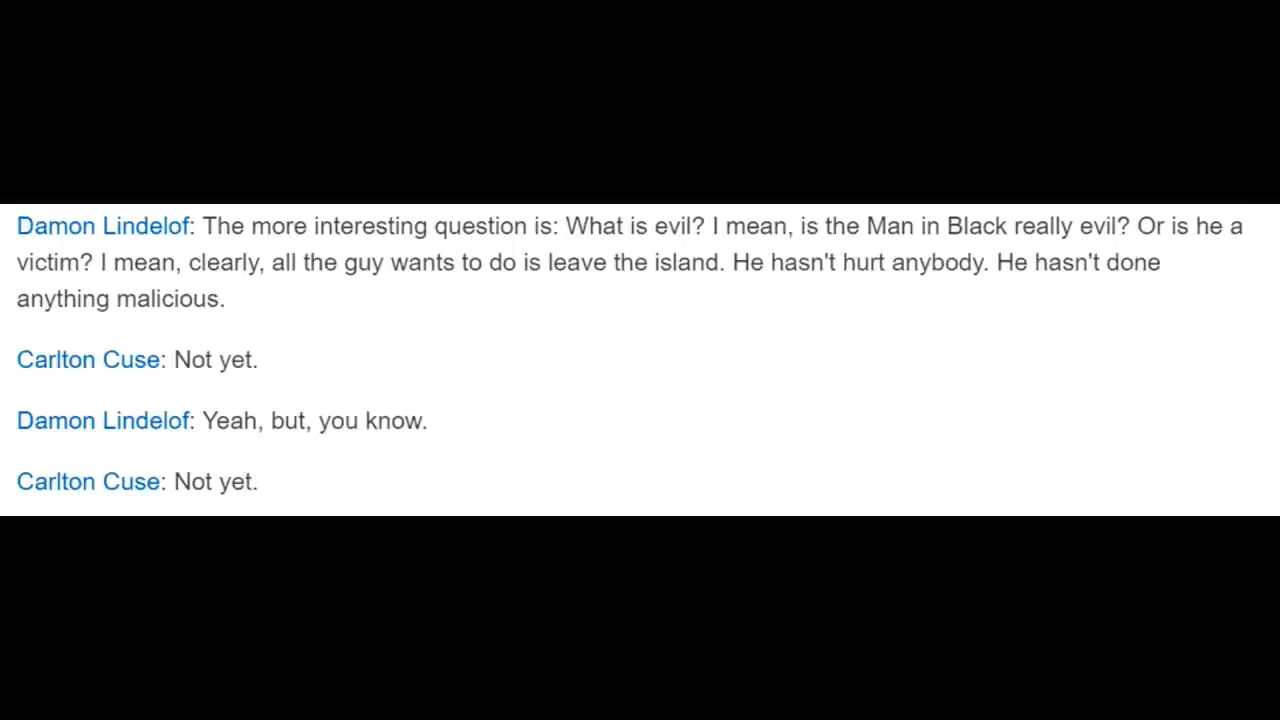 Damon Lindelof: The more interesting question is: What is evil? I mean, is the Man in Black really evil? Or is he a
victim? I mean, clearly, all the guy wants to do is leave the island. He hasn't hurt anybody. He hasn't done
anything malicious.
Carlton Cuse: Not yet.
Damon Lindelof: Yeah, but, you know.
Carlton Cuse: Not yet.